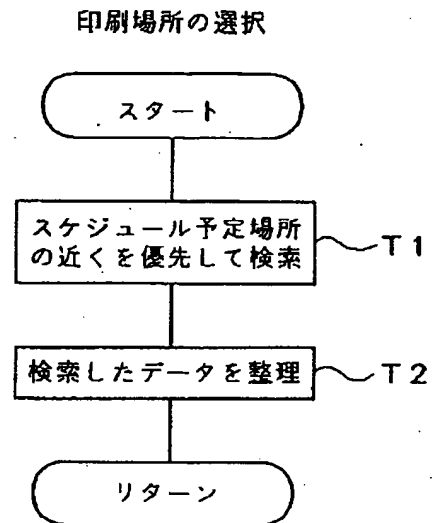 印刷場所の選択
スタート
スケジュール予定場所
の近くを優先して検索
T1
検索したデータを整理
T2
リターン